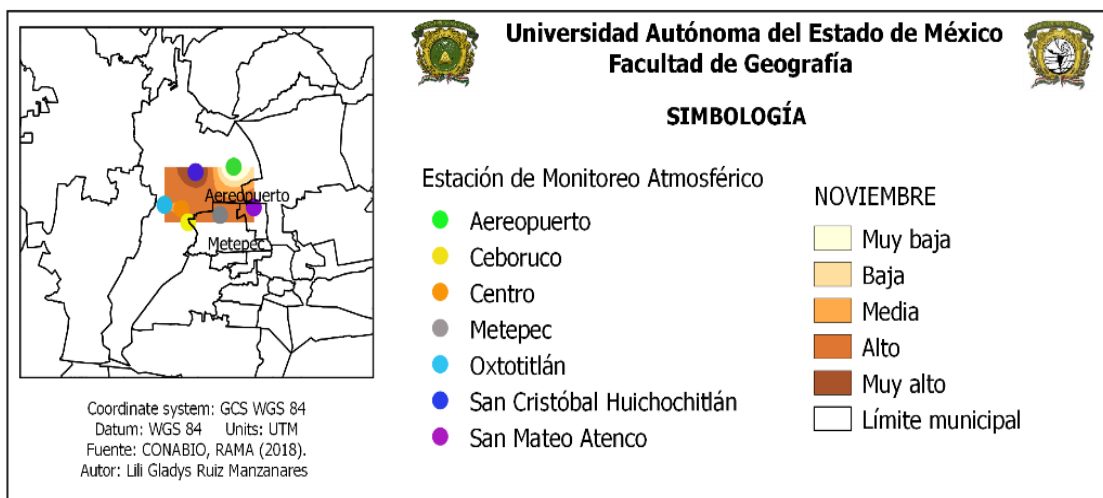 Universidad Autónoma del Estado de México
Facultad de Geografía
SIMBOLOGÍA
Aereopuerto
Metepec
Coordinate system: GCS WGS 84
Datum: WGS 84 Units: UTM
Fuente: CONABIO, RAMA (2018).
Autor: Lili Gladys Ruiz Manzanares
Estación de Monitoreo Atmosférico
Aereopuerto
Ceboruco
Centro
Metepec
Oxtotitlán
San Cristóbal Huichochitlán
San Mateo Atenco
NOVIEMBRE
Muy baja
Baja
Media
Alto
Muy alto
Límite municipal